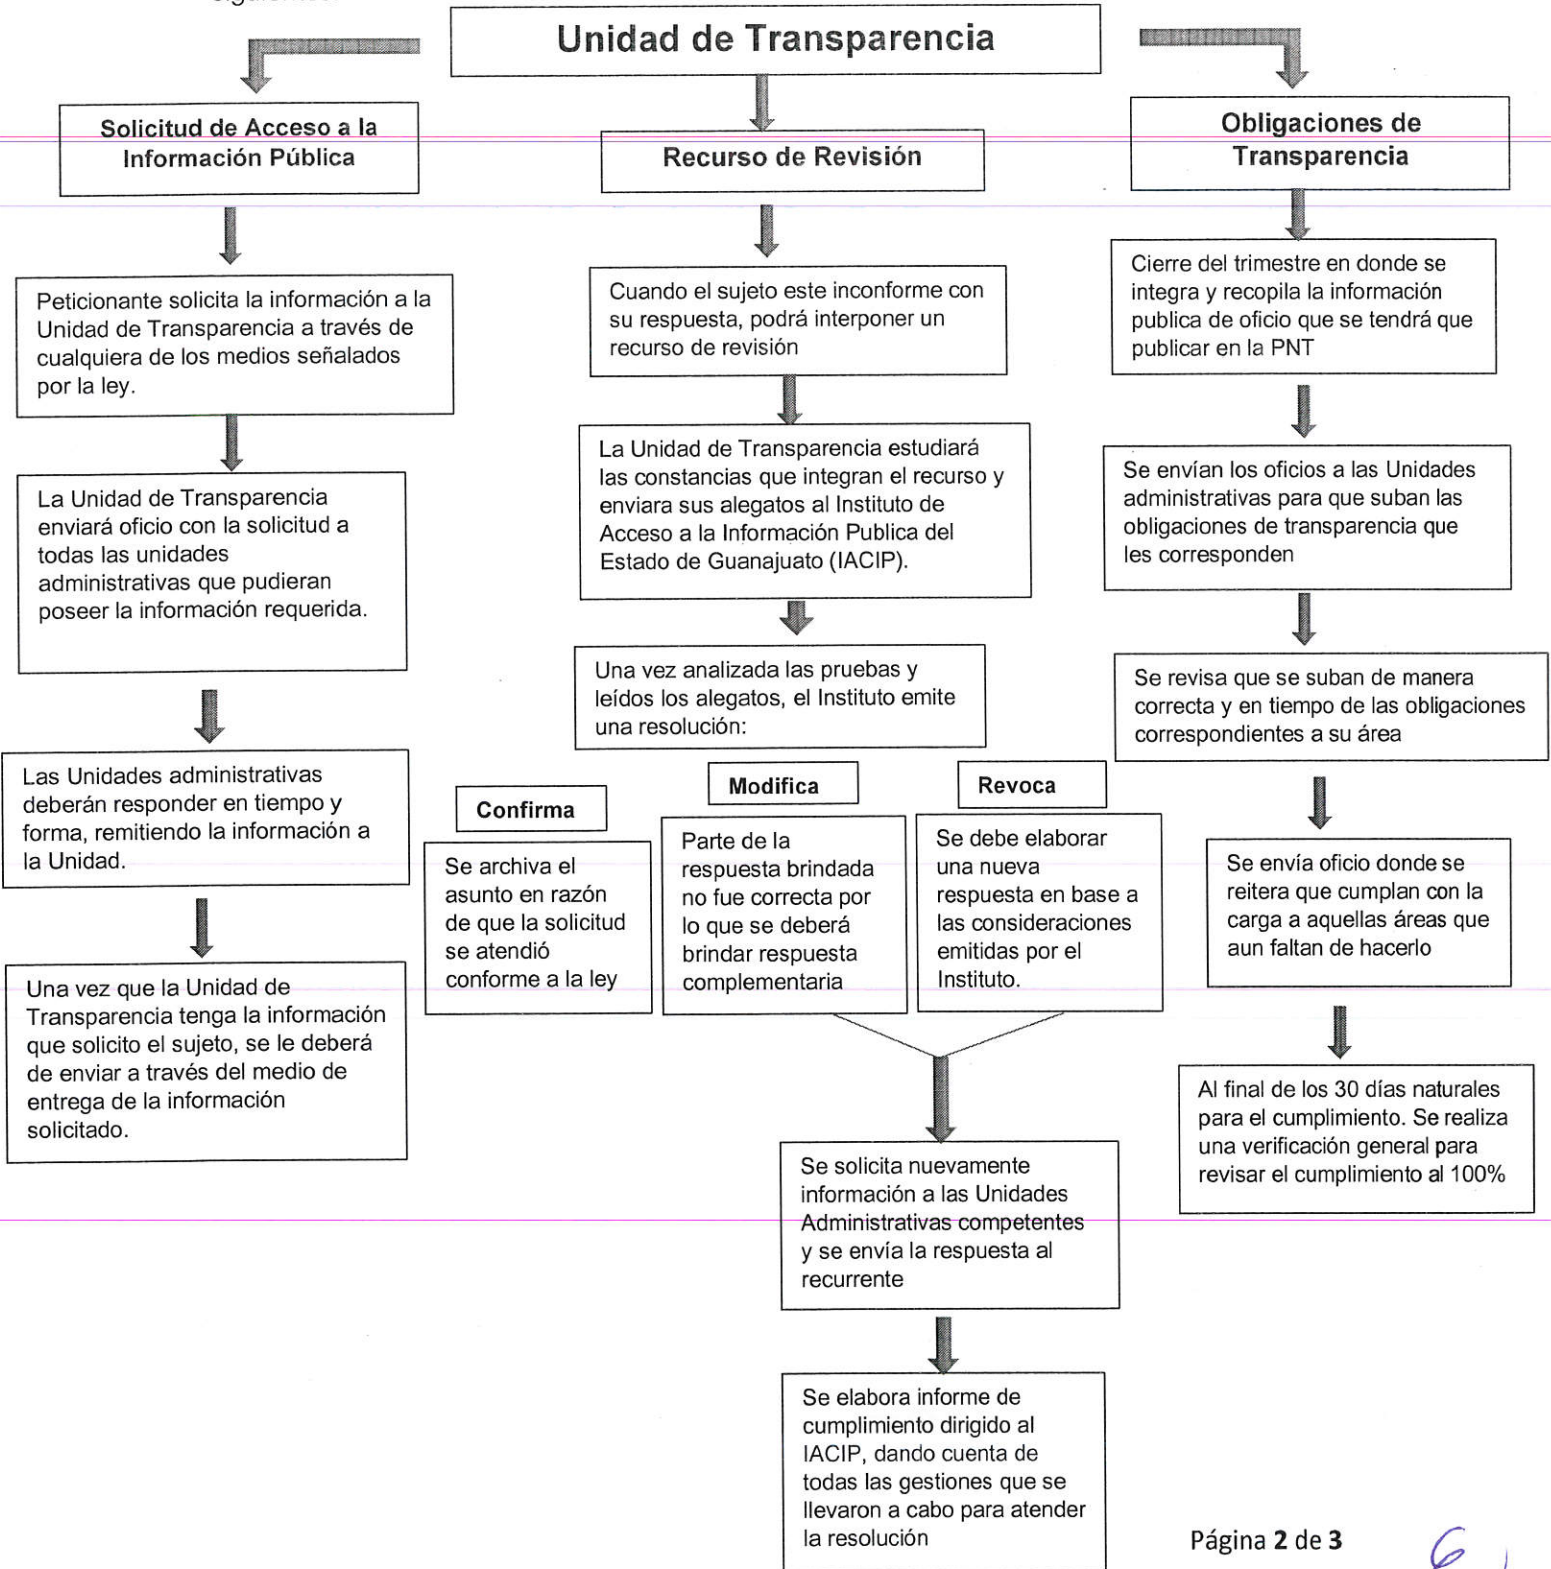 Unidad de Transparencia
Solicitud de Acceso a la
Información Pública
Peticionante solicita la información a la
Unidad de Transparencia a través de
cualquiera de los medios señalados
por la ley.
La Unidad de Transparencia
enviará oficio con la solicitud a
todas las unidades
administrativas que pudieran
poseer la información requerida.
Las Unidades administrativas
deberán responder en tiempo y
forma, remitiendo la información a
la Unidad.
Una vez que la Unidad de
Transparencia tenga la información
que solicito el sujeto, se le deberá
de enviar a través del medio de
entrega de la información
solicitado.
Recurso de Revisión
Cuando el sujeto este inconforme con
su respuesta, podrá interponer un
recurso de revisión
La Unidad de Transparencia estudiará
las constancias que integran el recurso y
enviara sus alegatos al Instituto de
Acceso a la Información Publica del
Estado de Guanajuato (IACIP).
Una vez analizada las pruebas y
leídos los alegatos, el Instituto emite
una resolución:
Confirma
Se archiva el
asunto en razón
de que la solicitud
se atendió
conforme a la ley
Modifica
Parte de la
respuesta brindada
no fue correcta por
lo que se deberá
brindar respuesta
complementaria
Revoca
Se debe elaborar
una nueva
respuesta en base a
las consideraciones
emitidas por el
Instituto.
Se solicita nuevamente
información a las Unidades
Administrativas competentes
y se envía la respuesta al
recurrente
Se elabora informe de
cumplimiento dirigido al
IACIP, dando cuenta de
todas las gestiones que se
llevaron a cabo para atender
la resolución
Obligaciones de
Transparencia
Cierre del trimestre en donde se
integra y recopila la información
publica de oficio que se tendrá que
publicar en la PNT
Se envían los oficios a las Unidades
administrativas para que suban las
obligaciones de transparencia que
les corresponden
Se revisa que se suban de manera
correcta y en tiempo de las obligaciones
correspondientes a su área
Se envía oficio donde se
reitera que cumplan con la
carga a aquellas áreas que
aun faltan de hacerlo
Al final de los 30 días naturales
para el cumplimiento. Se realiza
una verificación general para
revisar el cumplimiento al 100%
Página 2 de 3